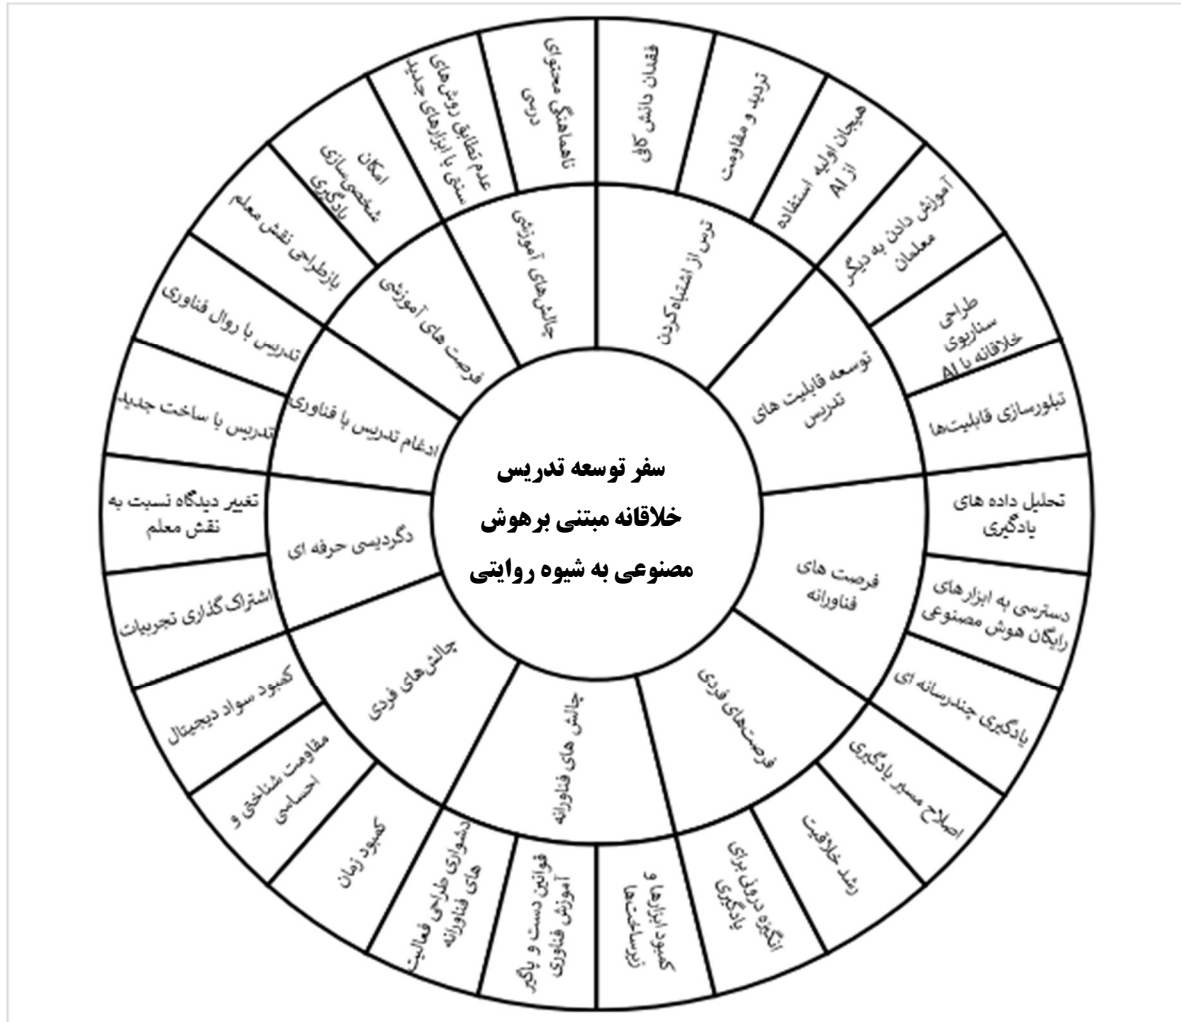 سفر توسعه تدریس
خلاقانه مبتنی برهوش
مصنوعی به شیوه روایتی
ترس از اشتباه کردن
توسعه قابلیت های
تدریس
فرصت های
فناورانه
فرصت‌های فردی
چالش های فناورانه
چالش‌های فردی
دگردیسی حرفه ای
ادغام تدریس با فناوری
فرصت های آموزشی
چالش‌های آموزشی
فقدان دانش کافی
تردید و مقاومت
هیجان اولیه استفاده
از AI
آموزش دادن به دیگر
معلمان
طراحی
سناریوی
خلاقانه با AI
تبلورسازی قابلیت‌ها
تحلیل داده های
یادگیری
دسترسی به ابزارهای
رایگان هوش مصنوعی
یادگیری چندرسانه ای
اصلاح مسیر یادگیری
رشد خلاقیت
انگیزه درونی برای
یادگیری
کمبود ابزارها و
زیرساخت‌ها
قوانین دست و پاگیر
آموزش فناوری
دشواری طراحی فعالیت
های فناورانه
کمبود زمان
مقاومت شناختی و
احساسی
کمبود سواد دیجیتال
اشتراک گذاری تجربیات
تغییر دیدگاه نسبت به
نقش معلم
تدریس با ساخت جدید
تدریس با روال فناوری
بازطراحی نقش معلم
امکان
شخصی‌سازی
یادگیری
عدم تطابق روش‌های
سنتی با ابزارهای جدید
ناهماهنگی محتوای
درسی